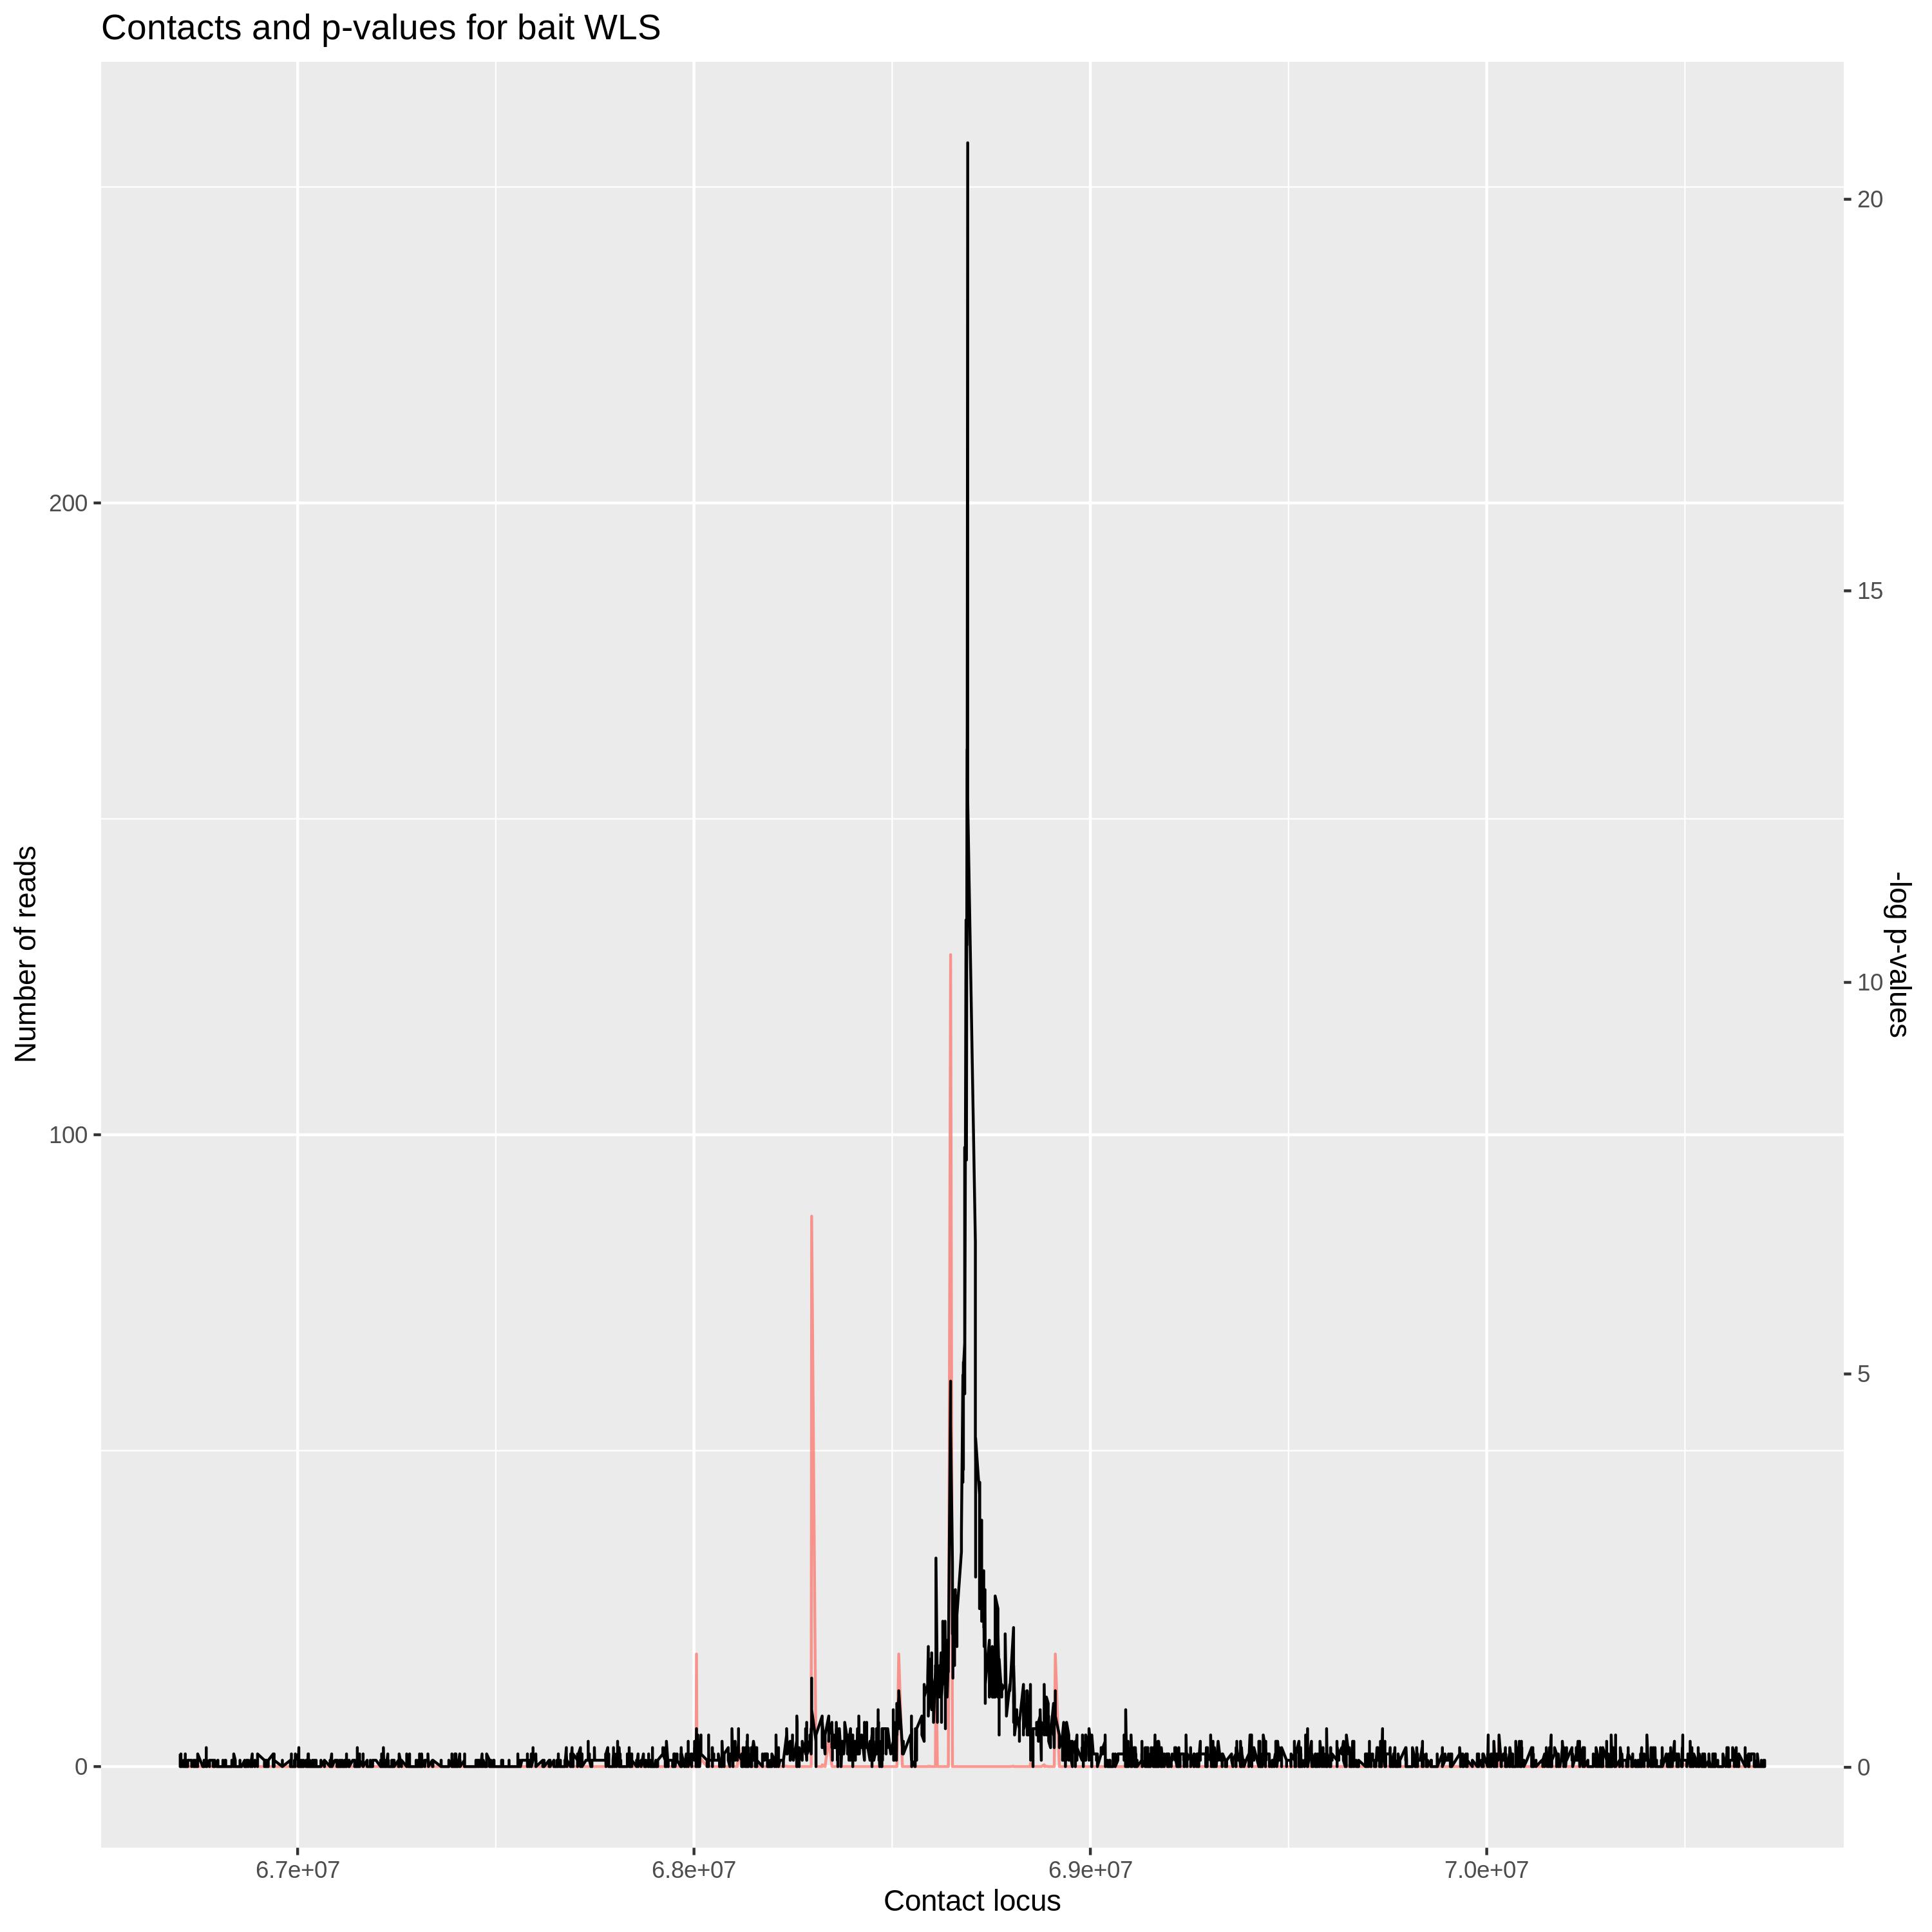 Contacts and p-values for bait WLS
200
100
0
Number of reads
20
15
10
5
0
-log p-values
6.7e+07
6.8e+07
6.9e+07
7.0e+07
Contact locus